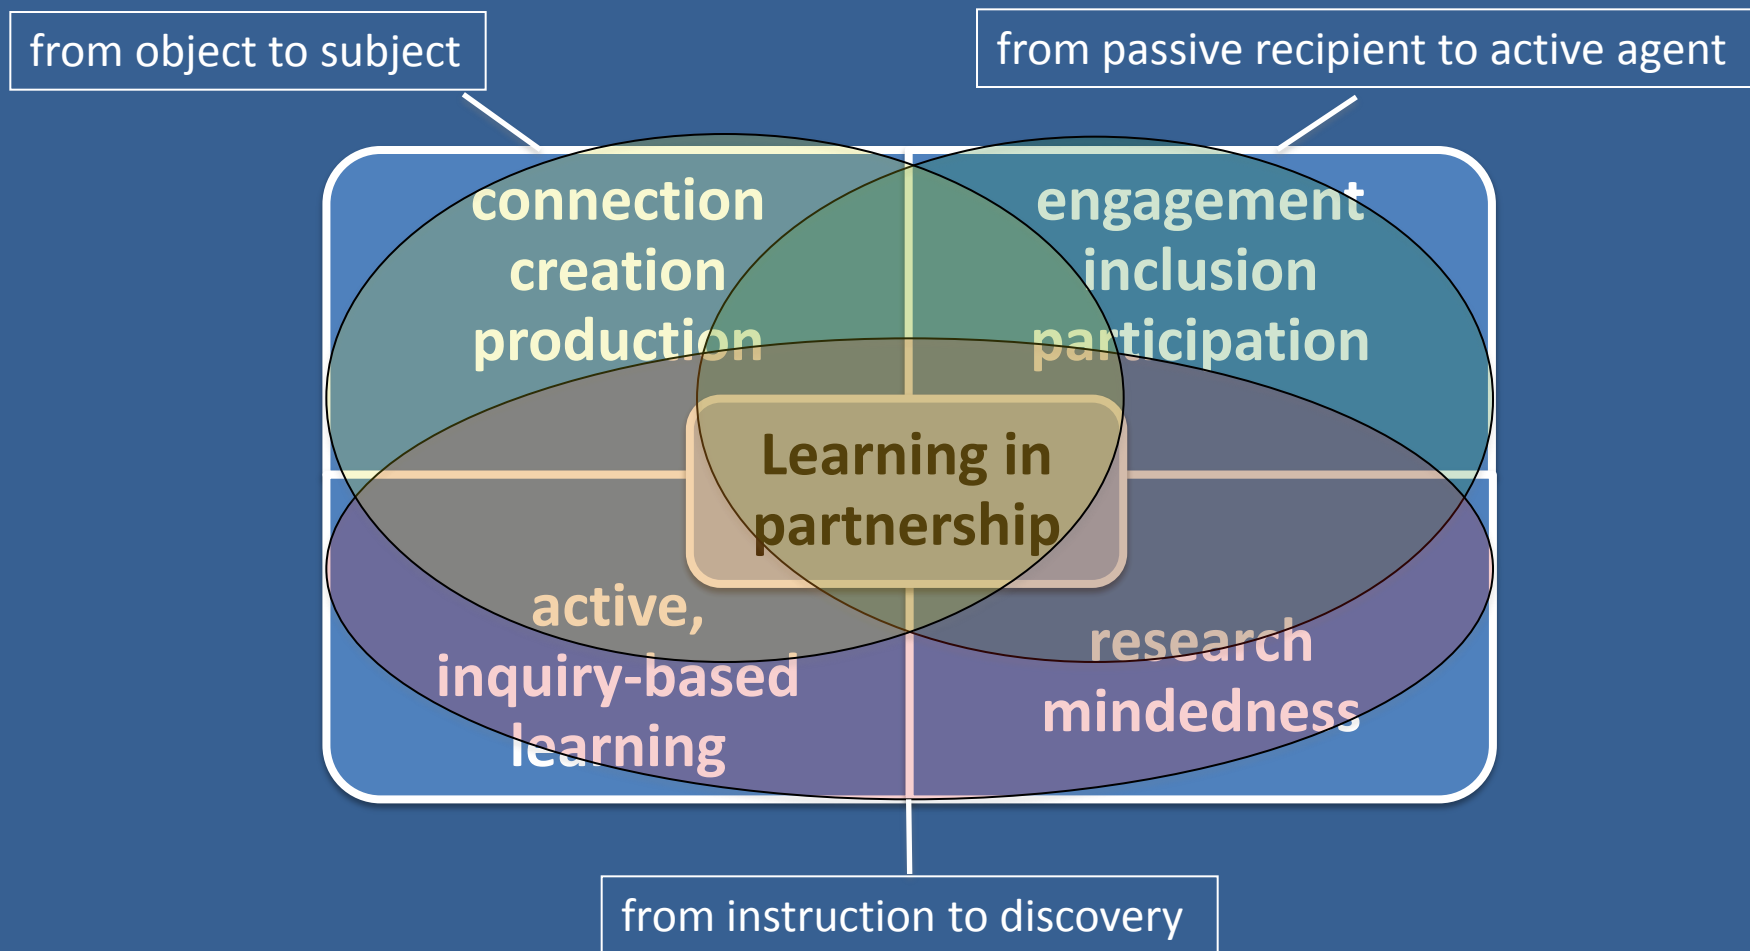 from object to subject
from passive recipient to active agent
connection
creation
production
engagement
inclusion
participation
Learning in
partnership
active,
inquiry-based
learning
research
mindedness
from instruction to discovery